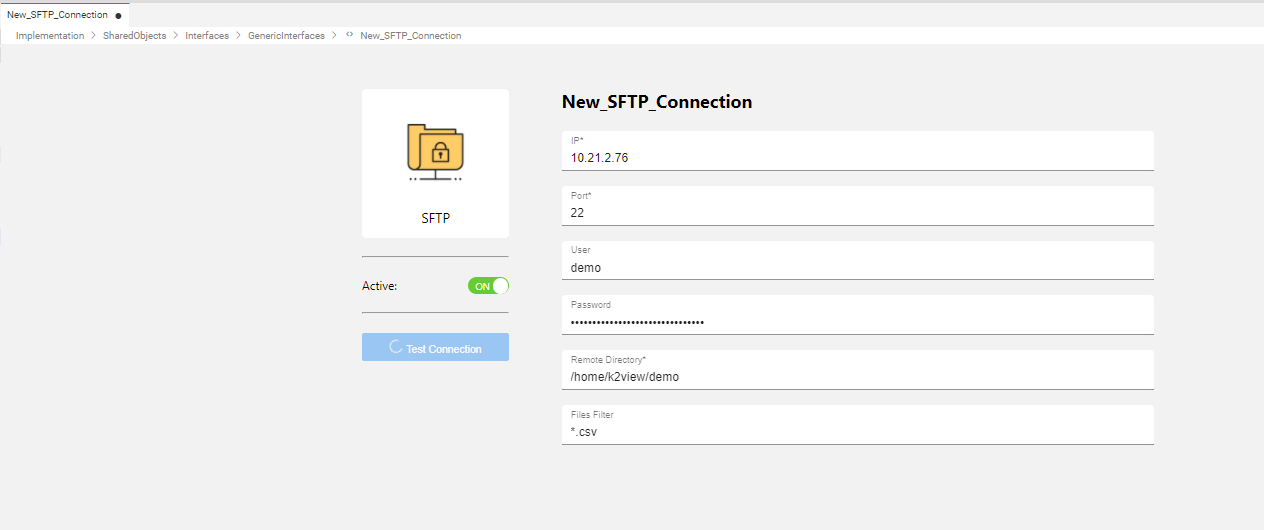 New_SFTP_Connection ●
Implementation > SharedObjects > Interfaces > GenericInterfaces > <> New_SFTP_Connection
SFTP
Active: ON
Test Connection
New_SFTP_Connection
IP*
10.21.2.76
Port*
22
User
demo
Password
•••••••••••••••••••••••••••••••
Remote Directory*
/home/k2view/demo
Files Filter
*.csv